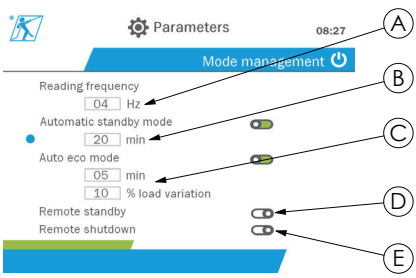 Parameters 08:27 A
Mode management
B
Reading frequency
04 Hz
Automatic standby mode
20 min
C
Auto eco mode
05 min
10 % load variation
D
Remote standby
Remote shutdown
E